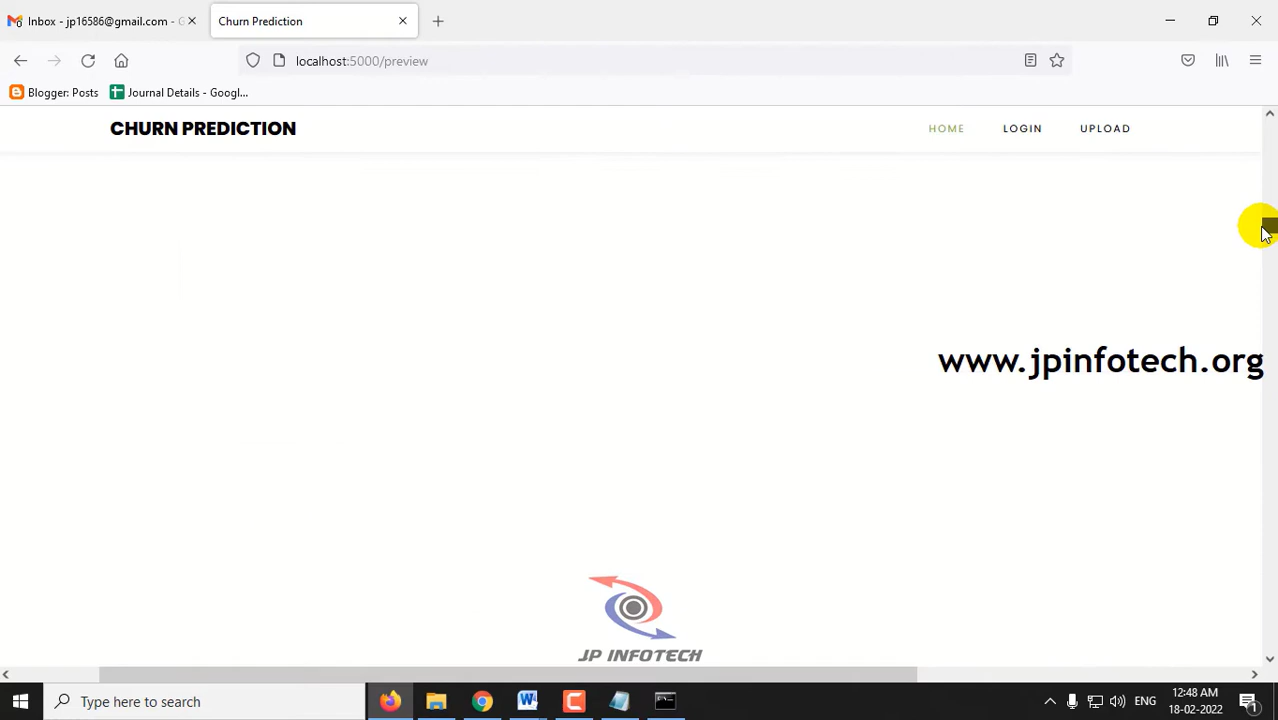 Inbox - jp16586@gmail.com - G
Churn Prediction
localhost:5000/preview
Blogger: Posts
Journal Details - Googl...
CHURN PREDICTION
HOME
LOGIN
UPLOAD
www.jpinfotech.org
JP INFOTECH
Type here to search
ENG
12:48 AM
18-02-2022
1